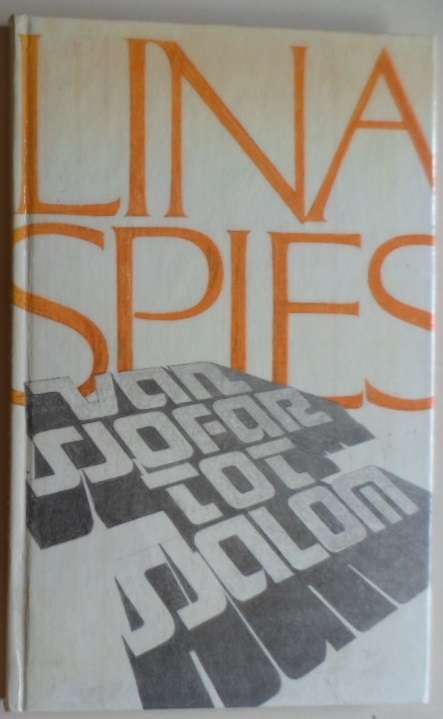 LINA
SPIES
van
sjofar
tot
sjalom